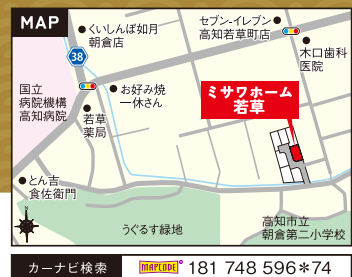 MAP
くいしんぼ如月
朝倉店
セブン-イレブン
高知若草町店
38
木口歯科
医院
国立
病院機構
高知病院
お好み焼
一休さん
ミサワホーム
若草
若草
薬局
とん吉
食佐衛門
うぐるす緑地
高知市立
朝倉第二小学校
カーナビ検索 MAPCODE 181 748 596*74